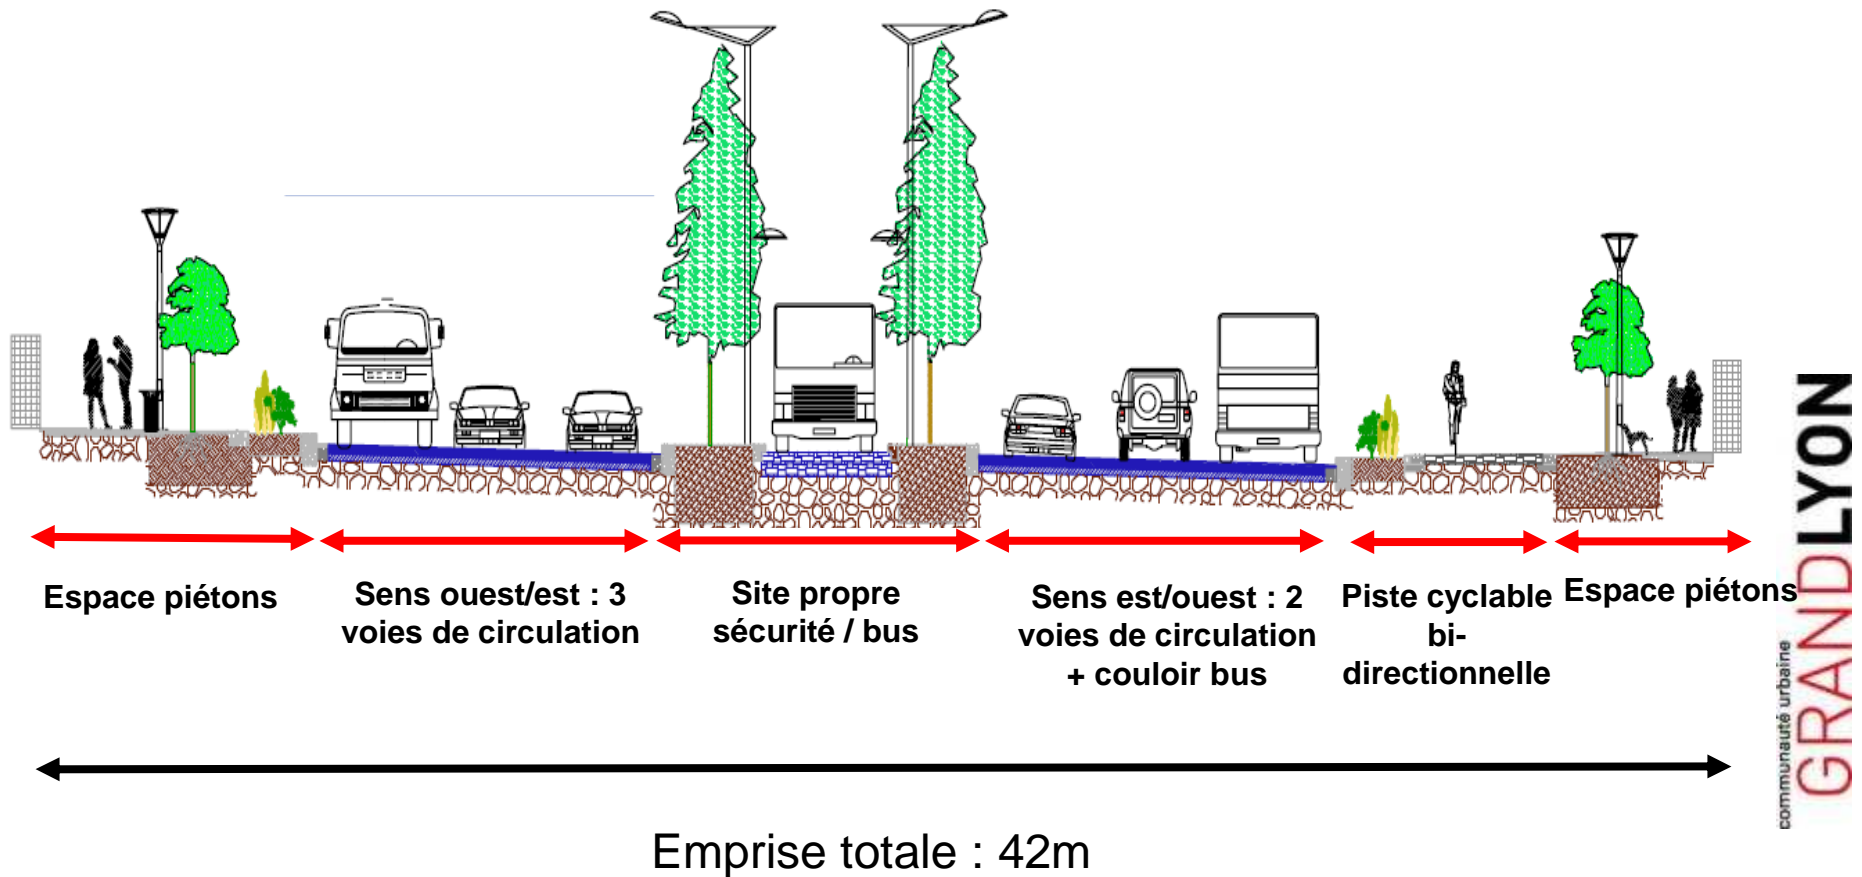 Espace piétons
Sens ouest/est : 3
voies de circulation
Site propre
sécurité / bus
Sens est/ouest : 2
voies de circulation
+ couloir bus
Piste cyclable
bi-
directionnelle
Espace piétons
Emprise totale : 42m
communauté urbaine
GRANDLYON